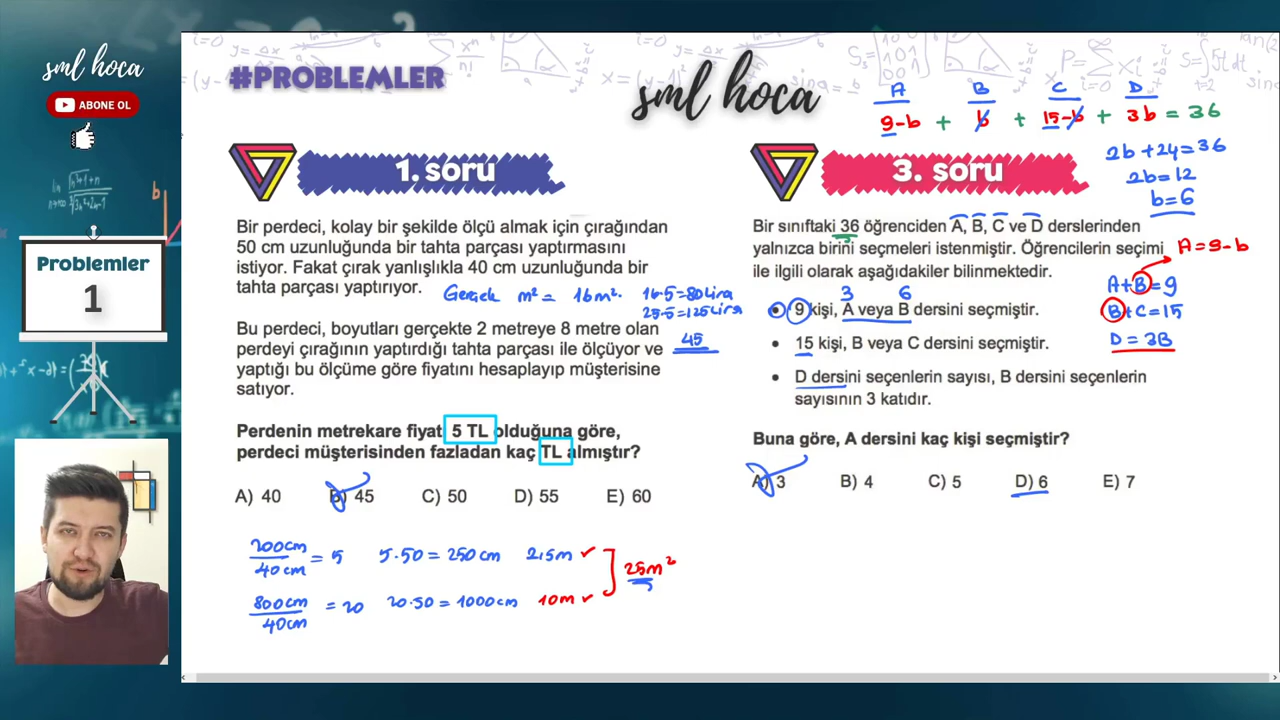 sml hoca
ABONE OL
Problemler
1
#PROBLEMLER
sml hoca
1. soru
Bir perdeci, kolay bir şekilde ölçü almak için çırağından
50 cm uzunluğunda bir tahta parçası yaptırmasını
istiyor. Fakat çırak yanlışlıkla 40 cm uzunluğunda bir
tahta parçası yaptırıyor.
Gerçek m² = 16m².
16.5=80Lira
25.5=125Lira
45
Bu perdeci, boyutları gerçekte 2 metreye 8 metre olan
perdeyi çırağının yaptırdığı tahta parçası ile ölçüyor ve
yaptığı bu ölçüme göre fiyatını hesaplayıp müşterisine
satıyor.
Perdenin metrekare fiyat 5 TL olduğuna göre,
perdeci müşterisinden fazladan kaç TL almıştır?
A) 40 B) 45 C) 50 D) 55 E) 60
200cm
40cm
= 5 5.50 = 250cm 2,5m
800cm
40cm
= 20 20.50 = 1000cm 10m
25m²
A B C D
9-b + b + 15-b + 3b = 36
2b+24=36
2b=12
b=6
3. soru
Bir sınıftaki 36 öğrenciden A, B, C ve D derslerinden
yalnızca birini seçmeleri istenmiştir. Öğrencilerin seçimi
ile ilgili olarak aşağıdakiler bilinmektedir.
A=9-b
A+B=9
B+C=15
D=3B
3 6
• 9 kişi, A veya B dersini seçmiştir.
• 15 kişi, B veya C dersini seçmiştir.
• D dersini seçenlerin sayısı, B dersini seçenlerin
sayısının 3 katıdır.
Buna göre, A dersini kaç kişi seçmiştir?
A) 3 B) 4 C) 5 D) 6 E) 7